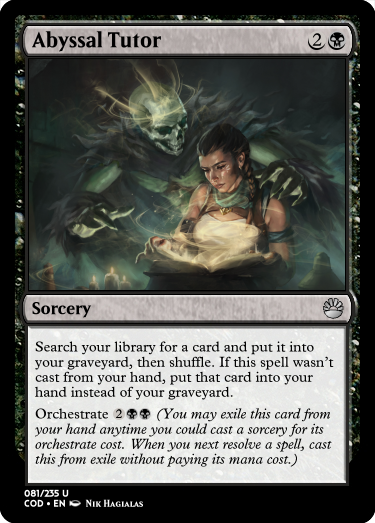 Abyssal Tutor 2
Sorcery
Search your library for a card and put it into
your graveyard, then shuffle. If this spell wasn't
cast from your hand, put that card into your
hand instead of your graveyard.
Orchestrate 2 (You may exile this card from
your hand anytime you could cast a sorcery for its
orchestrate cost. When you next resolve a spell, cast
this from exile without paying its mana cost.)
081/235 U
COD • EN Nik Hagialas